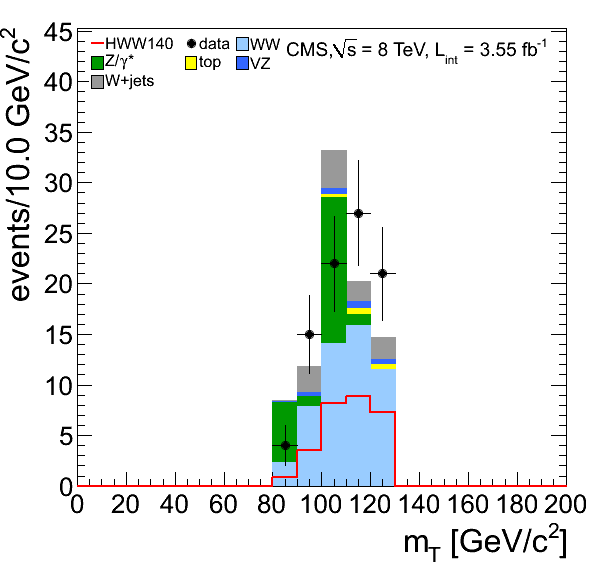 HWW140 data WW
Z/γ* top VZ
W+jets
CMS,√s = 8 TeV, L_int = 3.55 fb⁻¹
events/10.0 GeV/c²
45
40
35
30
25
20
15
10
5
0
0 20 40 60 80 100 120 140 160 180 200
m_T [GeV/c²]